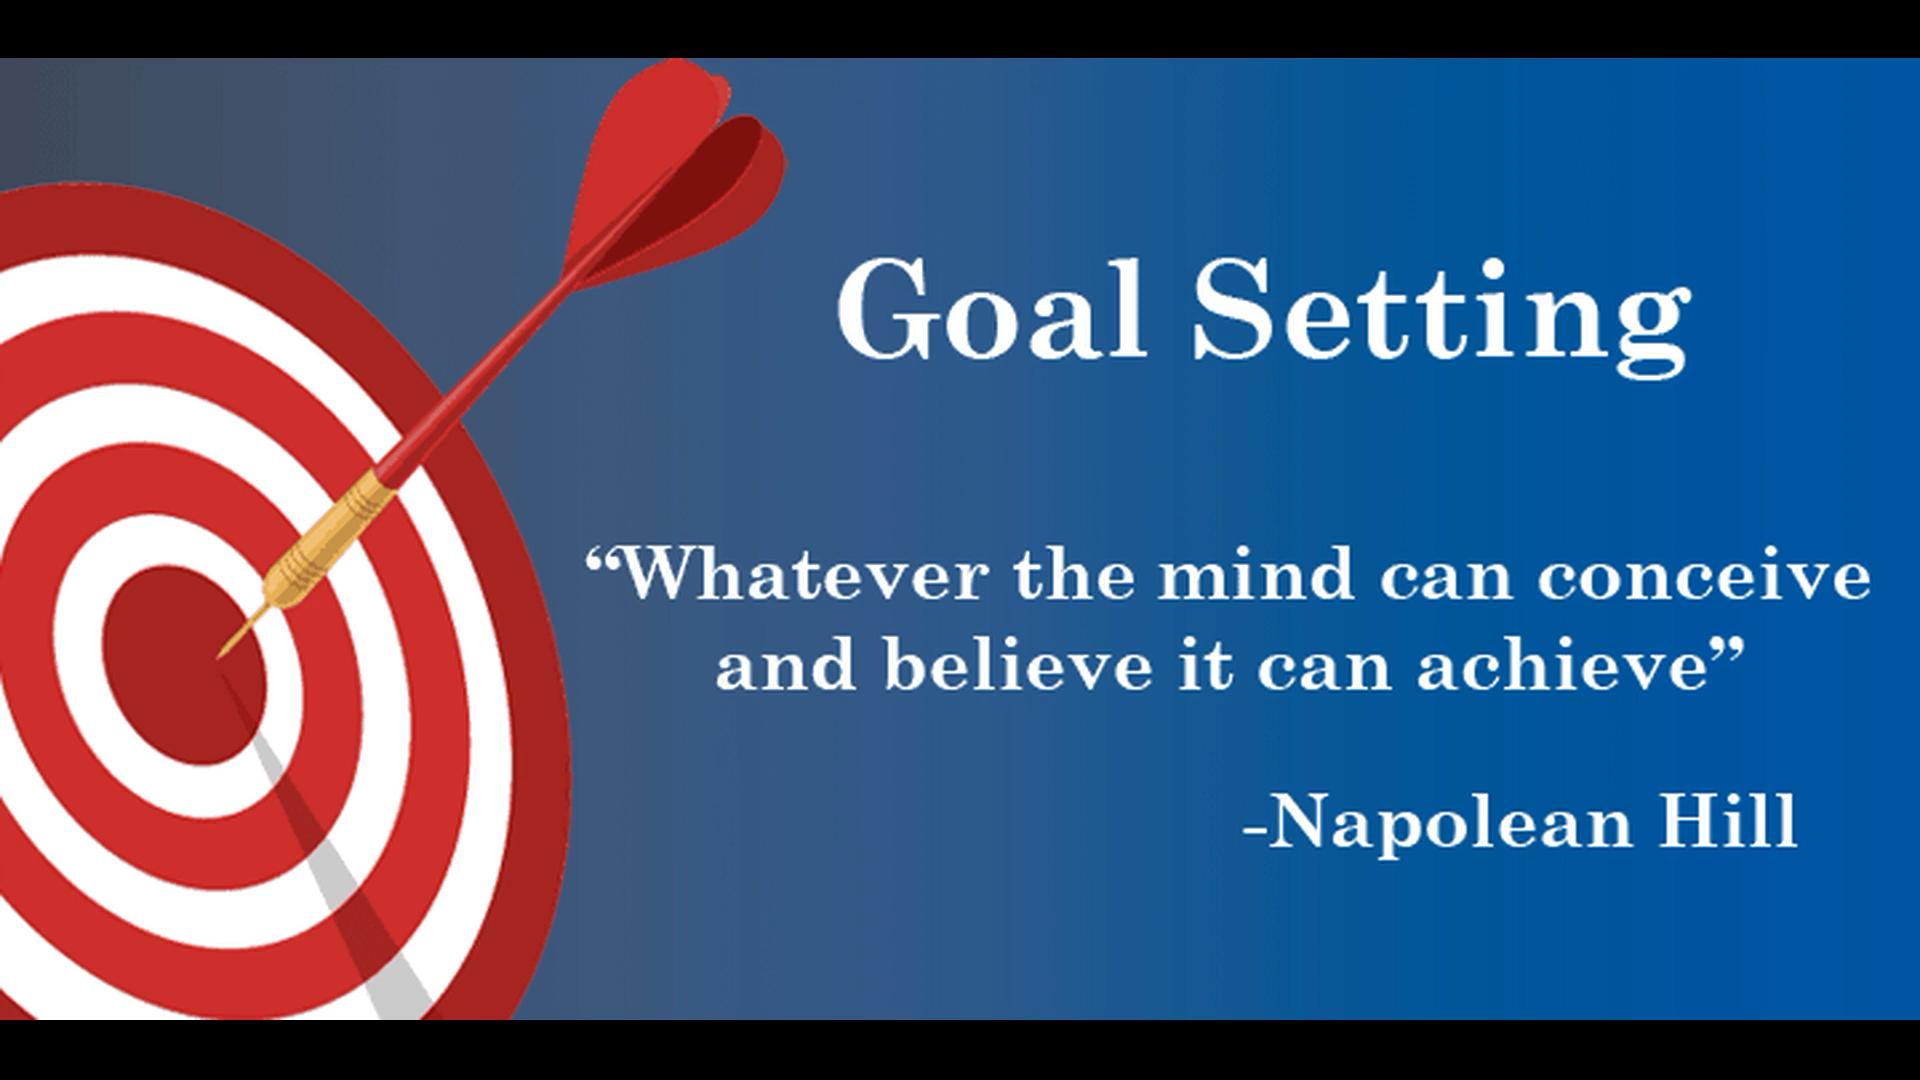 Goal Setting
“Whatever the mind can conceive
and believe it can achieve”
-Napolean Hill